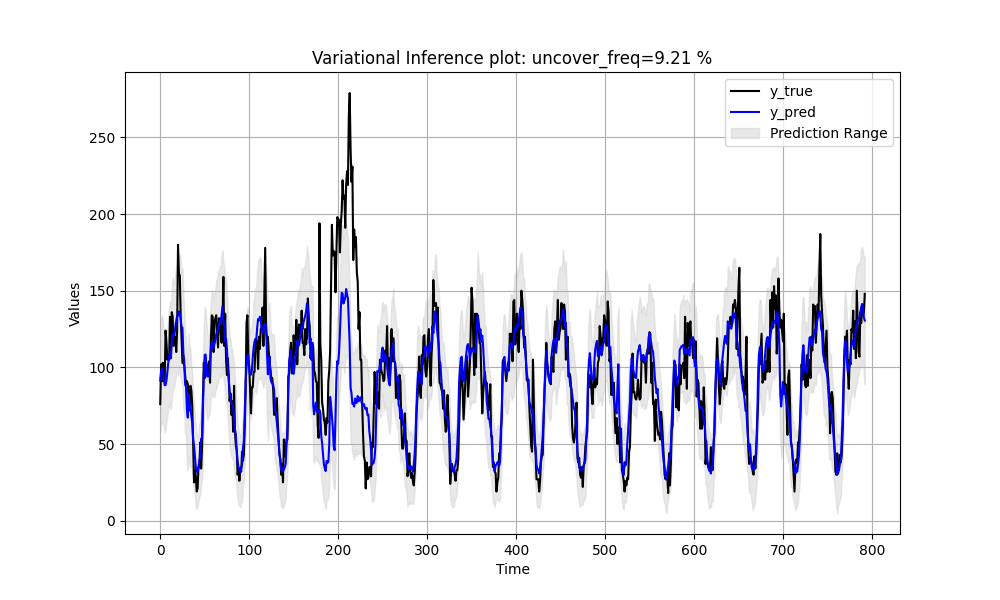 Variational Inference plot: uncover_freq=9.21 %
y_true
y_pred
Prediction Range
Values
250
200
150
100
50
0
0 100 200 300 400 500 600 700 800
Time